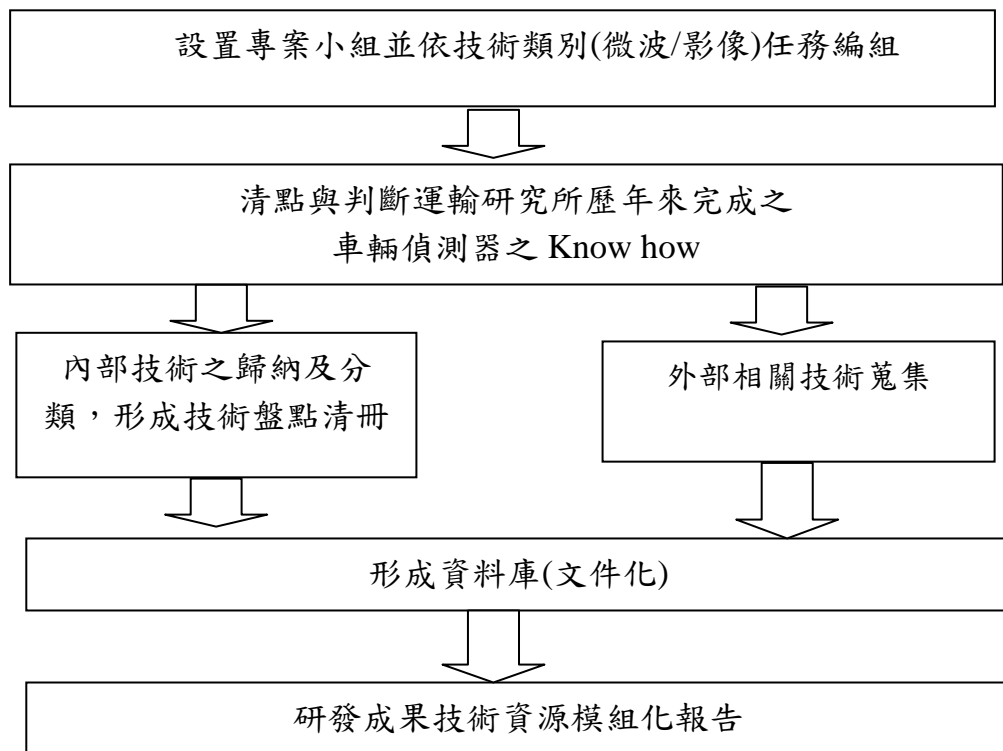 設置專案小組並依技術類別(微波/影像)任務編組
清點與判斷運輸研究所歷年來完成之
車輛偵測器之 Know how
內部技術之歸納及分
類，形成技術盤點清冊
外部相關技術蒐集
形成資料庫(文件化)
研發成果技術資源模組化報告